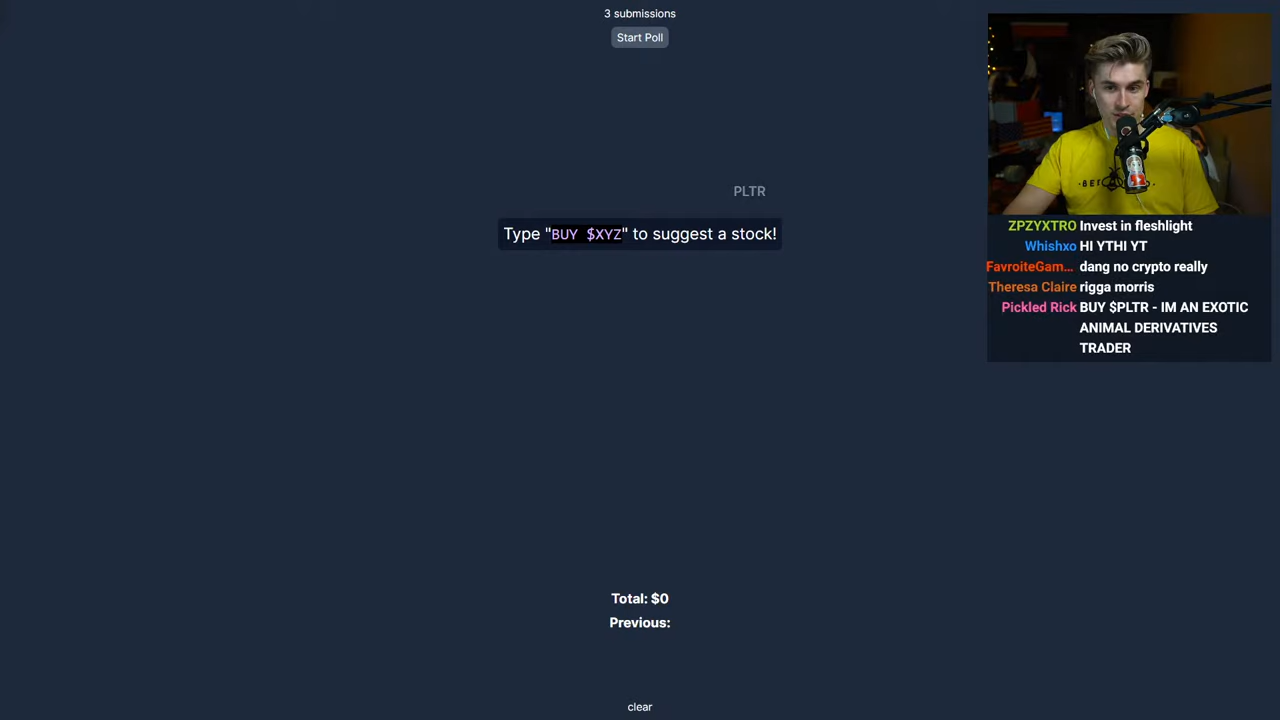 3 submissions
Start Poll
PLTR
Type "BUY $XYZ" to suggest a stock!
ZPZYXTRO Invest in fleshlight
Whishxo HI YTHI YT
FavroiteGam... dang no crypto really
Theresa Claire rigga morris
Pickled Rick BUY $PLTR - IM AN EXOTIC
ANIMAL DERIVATIVES
TRADER
Total: $0
Previous:
clear